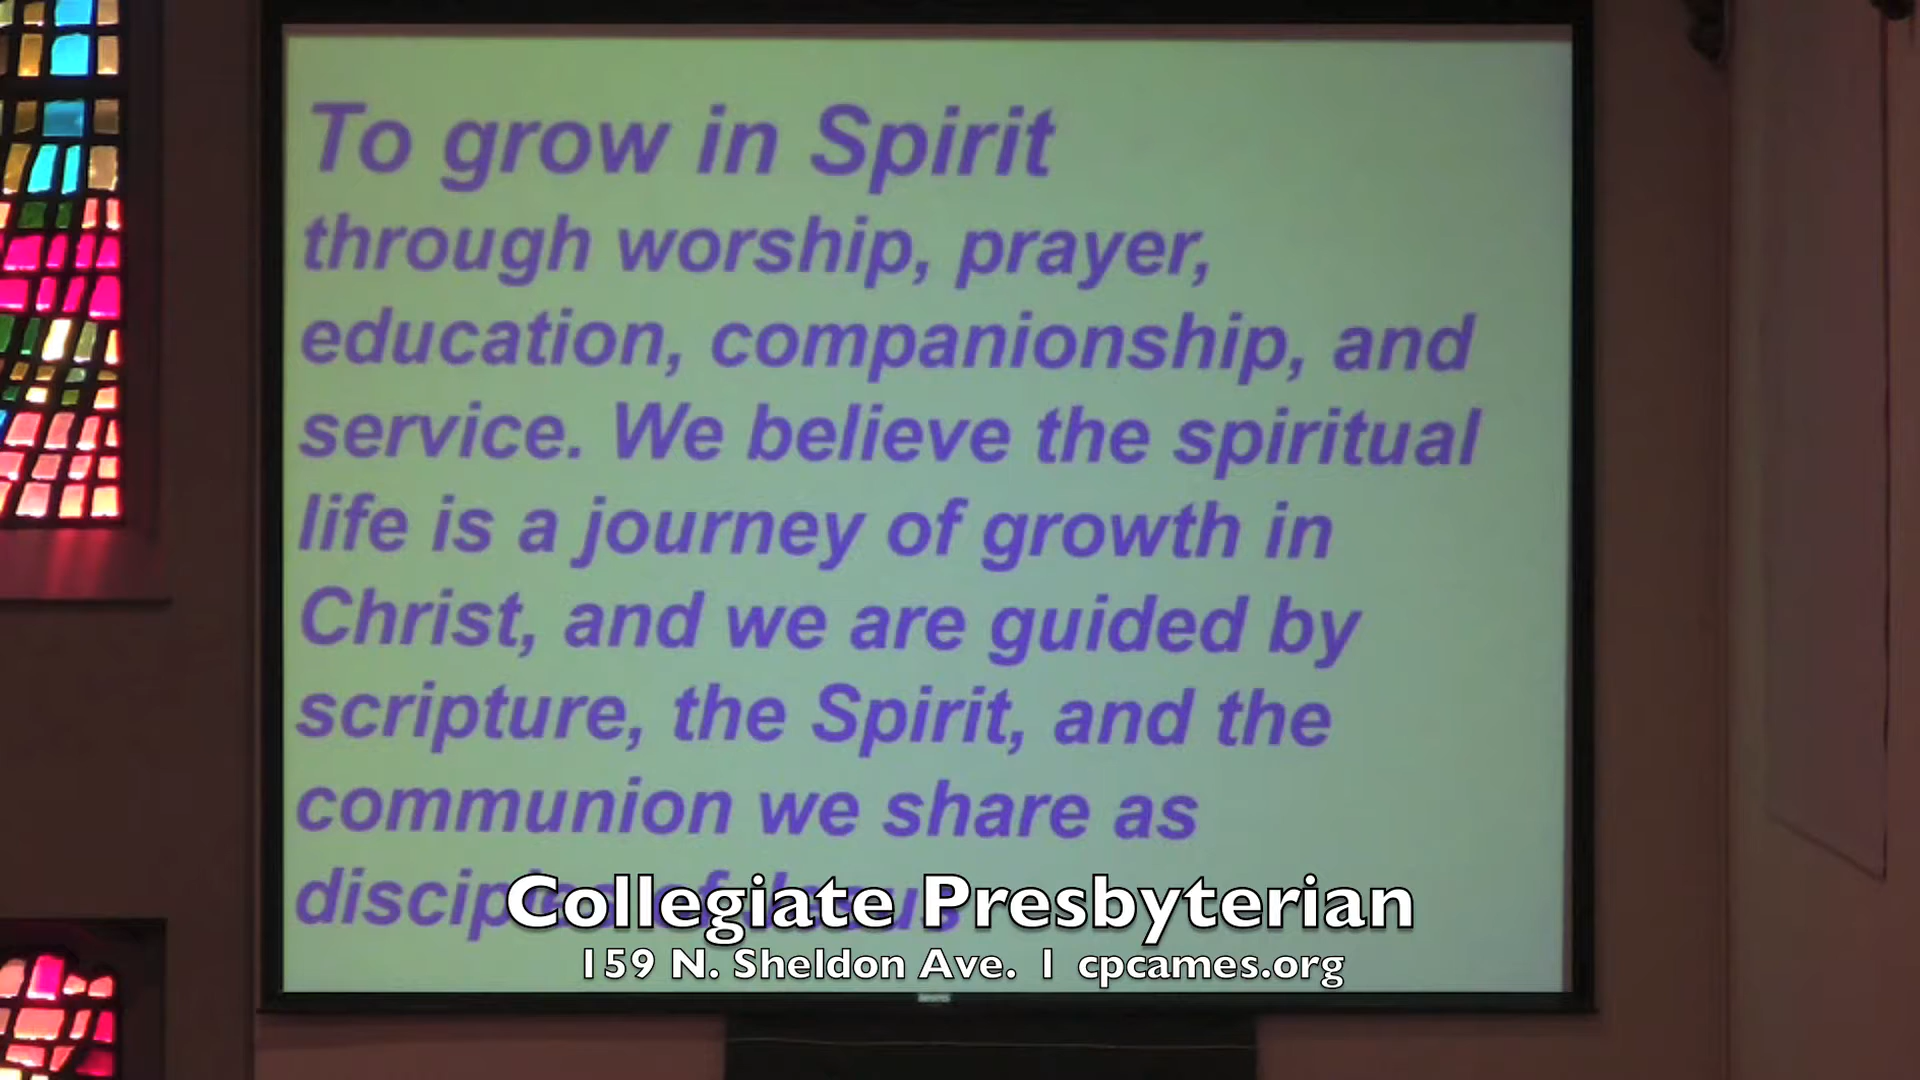 To grow in Spirit
through worship, prayer,
education, companionship, and
service. We believe the spiritual
life is a journey of growth in
Christ, and we are guided by
scripture, the Spirit, and the
communion we share as
of
Collegiate Presbyterian
159 N. Sheldon Ave. | cpcames.org